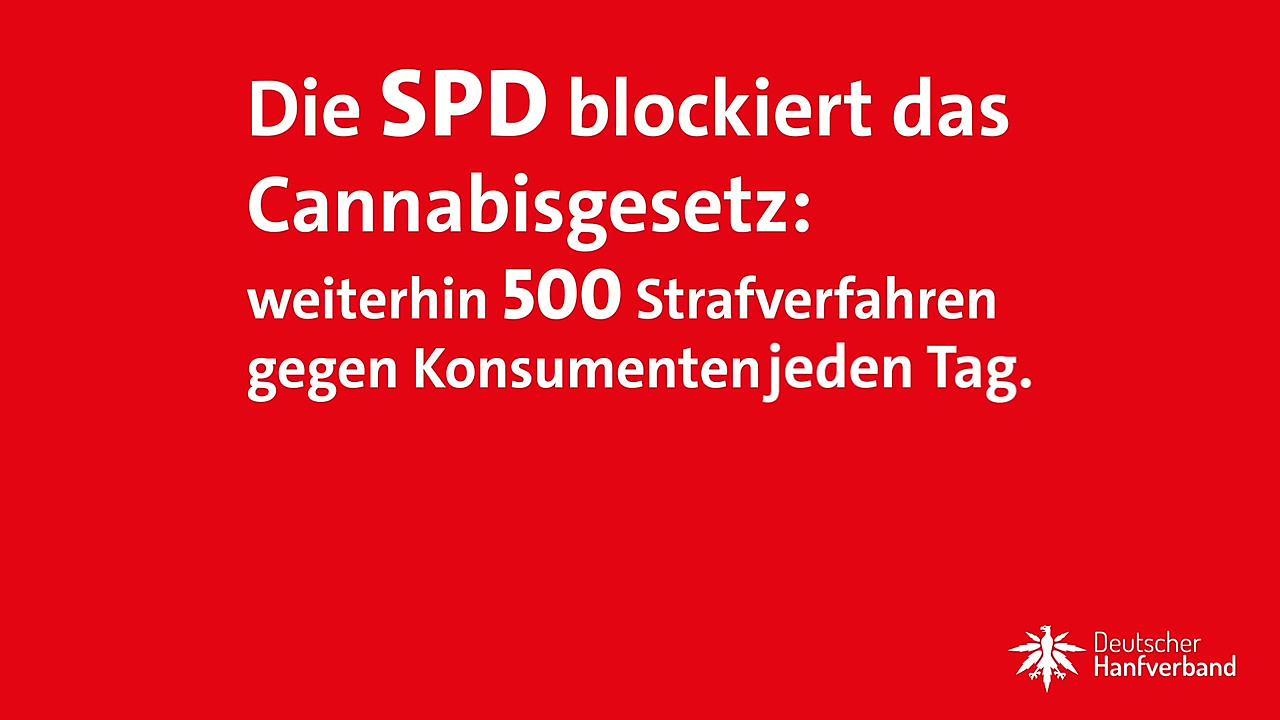 Die SPD blockiert das
Cannabisgesetz:
weiterhin 500 Strafverfahren
gegen Konsumenten jeden Tag.
Deutscher
Hanfverband